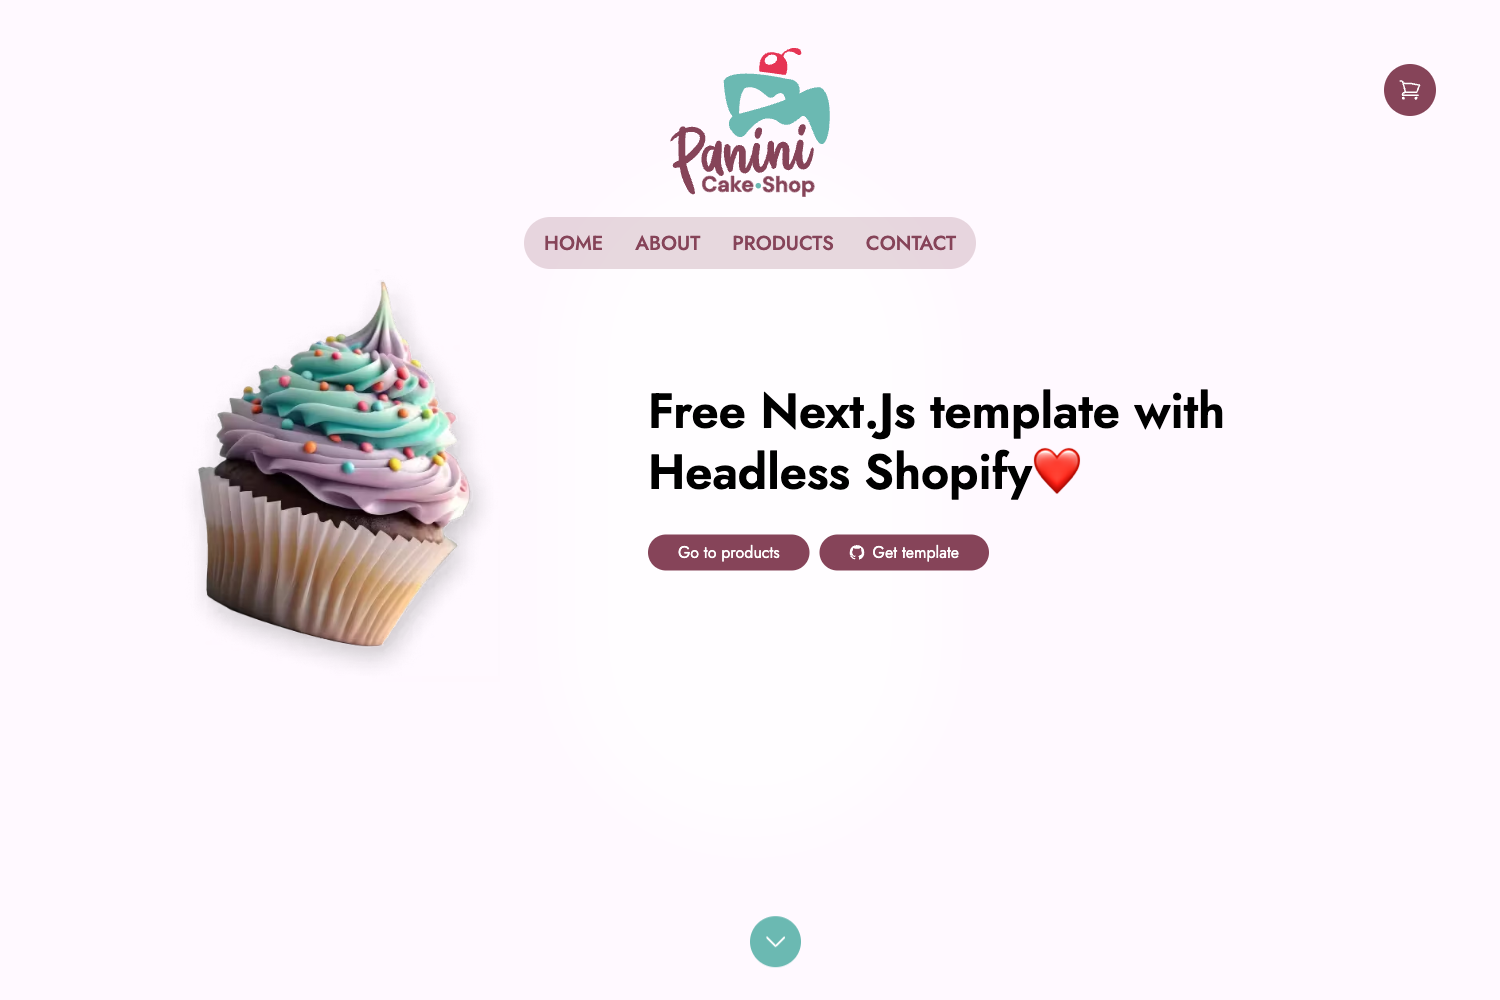 Panini
Cake•Shop
HOME ABOUT PRODUCTS CONTACT
Free Next.Js template with
Headless Shopify❤️
Go to products Get template